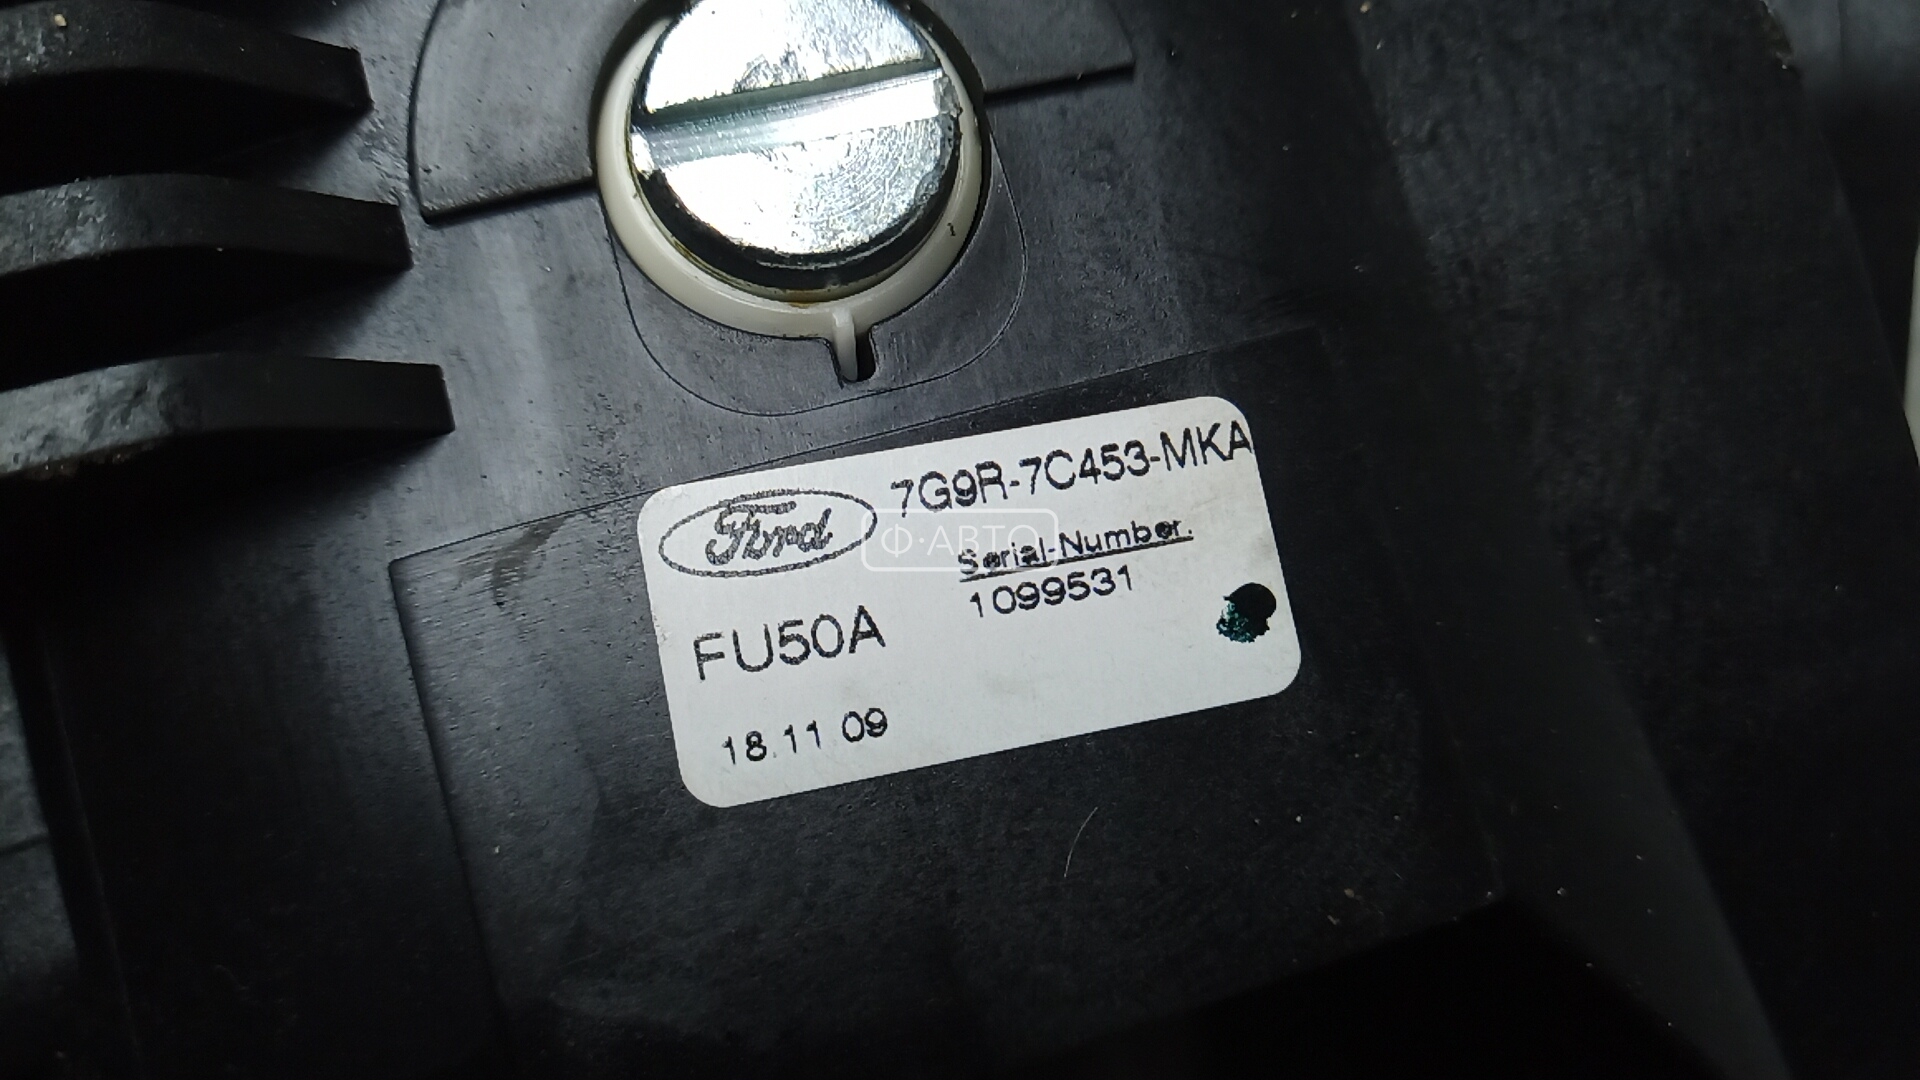 Ford
7G9R-7C453-MKA
Ф·АВТО
Serial-Number.
1099531
FU50A
18.11 09